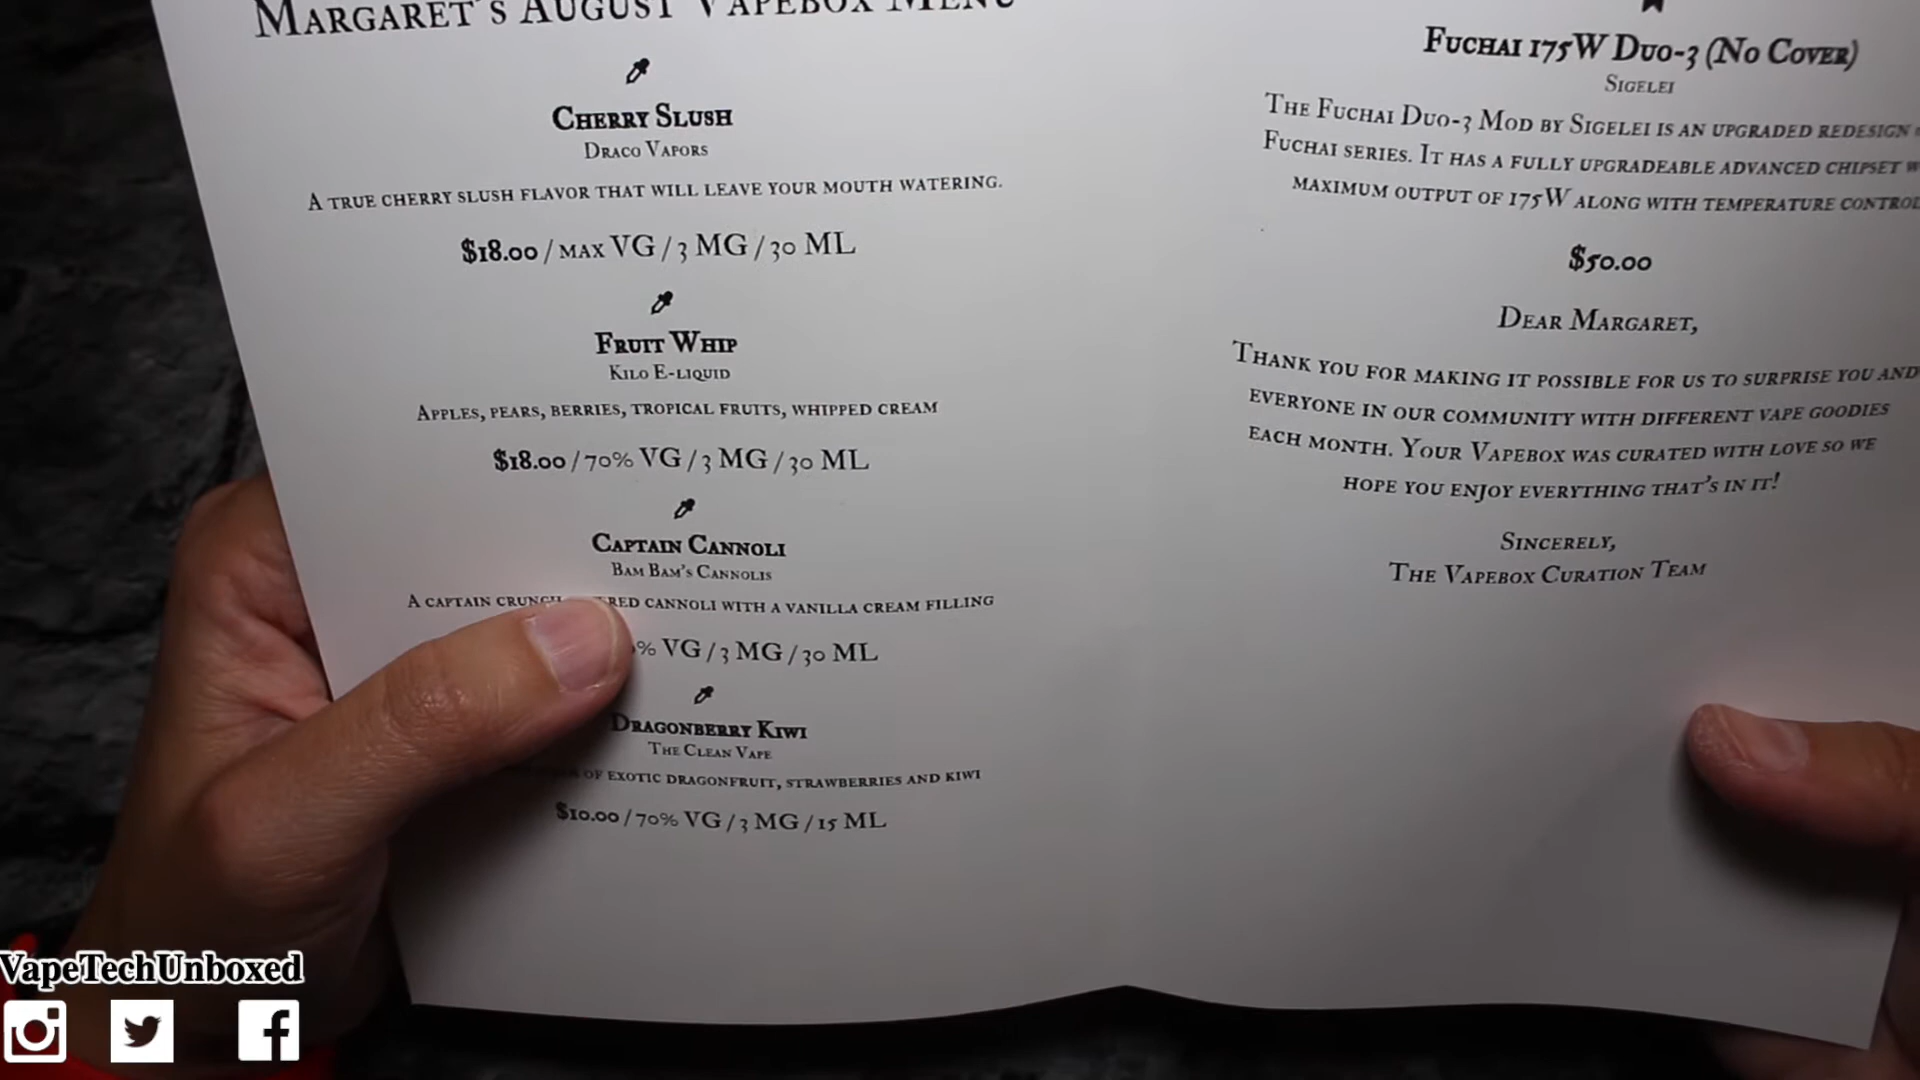 Margaret's August Vapebox Menu
Cherry Slush
Draco Vapors
A true cherry slush flavor that will leave your mouth watering.
$18.00 / max VG / 3 MG / 30 ML
Fruit Whip
Kilo E-liquid
Apples, pears, berries, tropical fruits, whipped cream
$18.00 / 70% VG / 3 MG / 30 ML
Captain Cannoli
Bam Bam's Cannolis
A captain crunch cannoli with a vanilla cream filling
% VG / 3 MG / 30 ML
Dragonberry Kiwi
The Clean Vape
of exotic dragonfruit, strawberries and kiwi
$10.00 / 70% VG / 3 MG / 15 ML
Fuchai 175W Duo-3 (No Cover)
Sigelei
The Fuchai Duo-3 Mod by Sigelei is an upgraded redesign
Fuchai series. It has a fully upgradeable advanced chipset
maximum output of 175W along with temperature control
$50.00
Dear Margaret,
Thank you for making it possible for us to surprise you and
everyone in our community with different vape goodies
each month. Your Vapebox was curated with love so we
hope you enjoy everything that's in it!
Sincerely,
The Vapebox Curation Team
VapeTechUnboxed